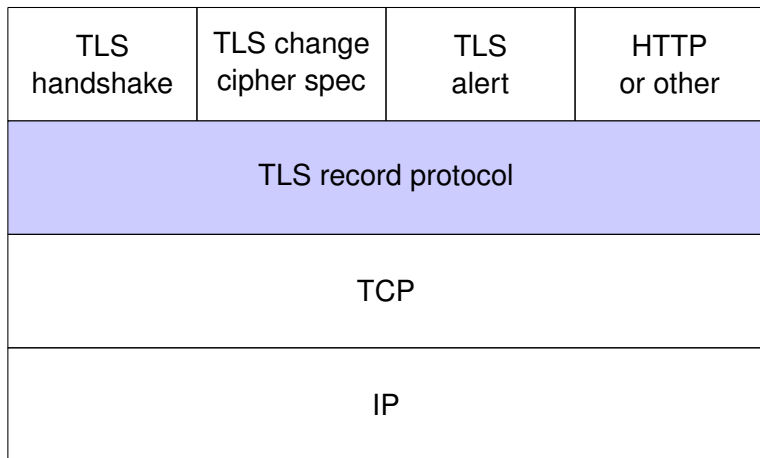 TLS
handshake
TLS change
cipher spec
TLS
alert
HTTP
or other
TLS record protocol
TCP
IP